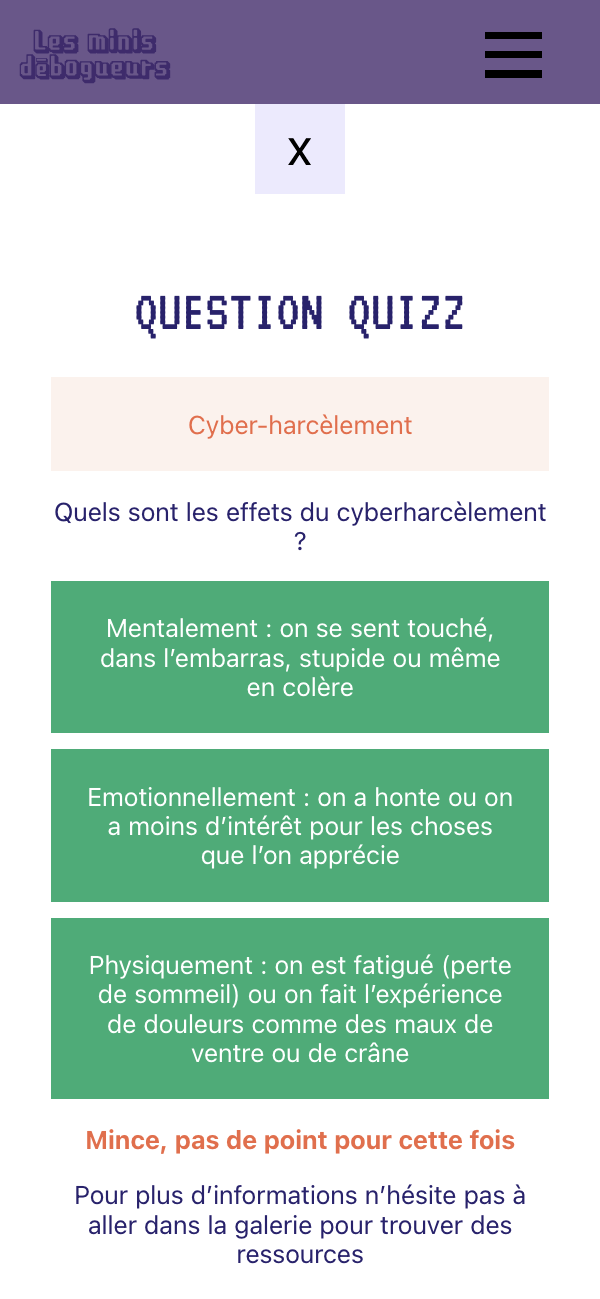 Les minis
débogueurs
X
QUESTION QUIZZ
Cyber-harcèlement
Quels sont les effets du cyberharcèlement
?
Mentalement : on se sent touché,
dans l’embarras, stupide ou même
en colère
Emotionnellement : on a honte ou on
a moins d’intérêt pour les choses
que l’on apprécie
Physiquement : on est fatigué (perte
de sommeil) ou on fait l’expérience
de douleurs comme des maux de
ventre ou de crâne
Mince, pas de point pour cette fois
Pour plus d’informations n’hésite pas à
aller dans la galerie pour trouver des
ressources